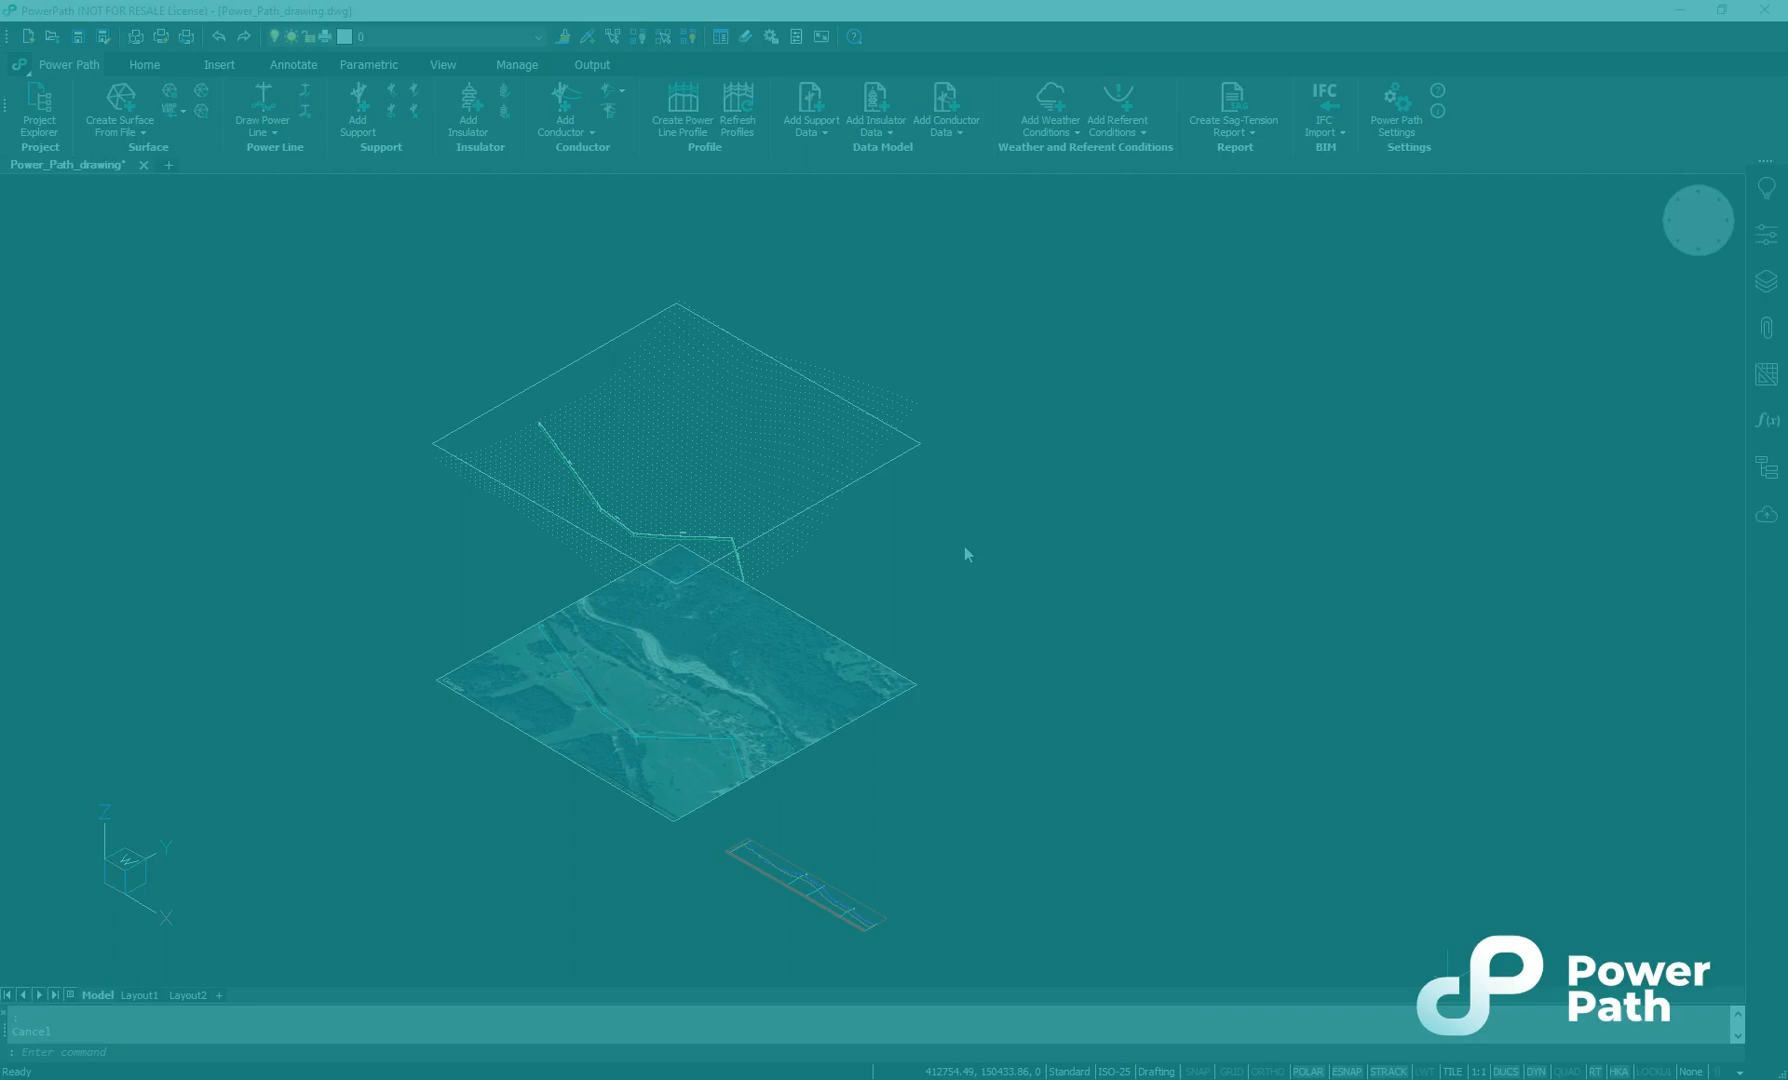 PowerPath (NOT FOR RESALE License) - [Power_Path_drawing.dwg]
0
Power Path Home Insert Annotate Parametric View Manage Output
Project Explorer
Project
Create Surface From File
Surface
Draw Power Line
Power Line
Add Support
Support
Add Insulator
Insulator
Add Conductor
Conductor
Create Power Line Profile
Refresh Profiles
Profile
Add Support Data
Add Insulator Data
Add Conductor Data
Data Model
Add Weather Conditions
Add Referent Conditions
Weather and Referent Conditions
SAG
Create Sag-Tension Report
Report
IFC
IFC Import
BIM
Power Path Settings
Settings
Power_Path_drawing*
f(x)
Z
Y
W
X
Model Layout1 Layout2 +
Power
Path
:
Cancel
: Enter command
Ready
412754.49, 150433.86, 0 Standard ISO-25 Drafting SNAP GRID ORTHO POLAR ESNAP STRACK LWT TILE 1:1 DUCS DYN QUAD RT HKA LOCKUI None